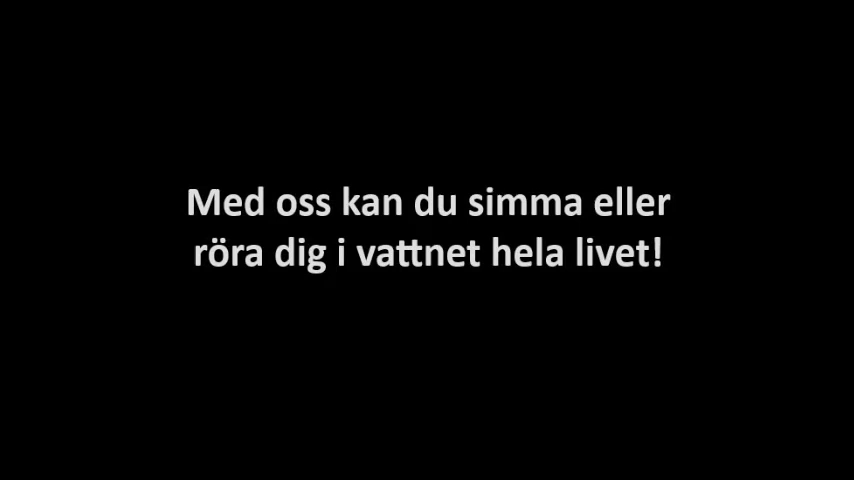 Med oss kan du simma eller
röra dig i vattnet hela livet!